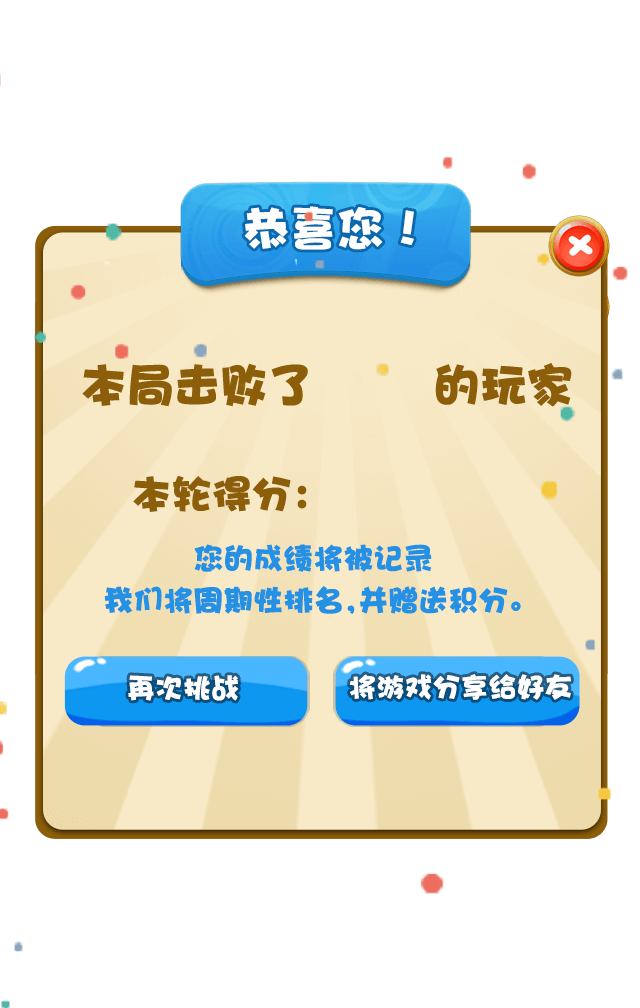 恭喜您！
本局击败了 的玩家
本轮得分：
您的成绩将被记录
我们将周期性排名，并赠送积分。
再次挑战 将游戏分享给好友